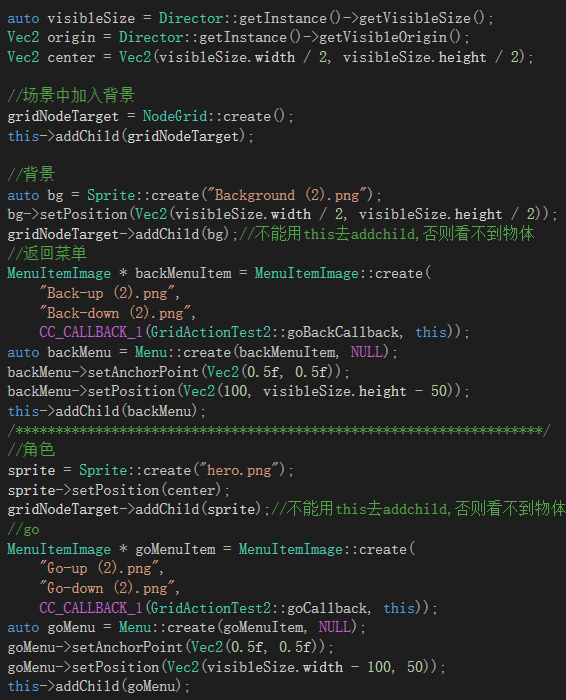 auto visibleSize = Director::getInstance()->getVisibleSize();
Vec2 origin = Director::getInstance()->getVisibleOrigin();
Vec2 center = Vec2(visibleSize.width / 2, visibleSize.height / 2);
//场景中加入背景
gridNodeTarget = NodeGrid::create();
this->addChild(gridNodeTarget);
//背景
auto bg = Sprite::create("Background (2).png");
bg->setPosition(Vec2(visibleSize.width / 2, visibleSize.height / 2));
gridNodeTarget->addChild(bg);//不能用this去addchild,否则看不到物体
//返回菜单
MenuItemImage * backMenuItem = MenuItemImage::create(
"Back-up (2).png",
"Back-down (2).png",
CC_CALLBACK_1(GridActionTest2::goBackCallback, this));
auto backMenu = Menu::create(backMenuItem, NULL);
backMenu->setAnchorPoint(Vec2(0.5f, 0.5f));
backMenu->setPosition(Vec2(100, visibleSize.height - 50));
this->addChild(backMenu);
/******************************************************************/
//角色
sprite = Sprite::create("hero.png");
sprite->setPosition(center);
gridNodeTarget->addChild(sprite);//不能用this去addchild,否则看不到物体
//go
MenuItemImage * goMenuItem = MenuItemImage::create(
"Go-up (2).png",
"Go-down (2).png",
CC_CALLBACK_1(GridActionTest2::goCallback, this));
auto goMenu = Menu::create(goMenuItem, NULL);
goMenu->setAnchorPoint(Vec2(0.5f, 0.5f));
goMenu->setPosition(Vec2(visibleSize.width - 100, 50));
this->addChild(goMenu);